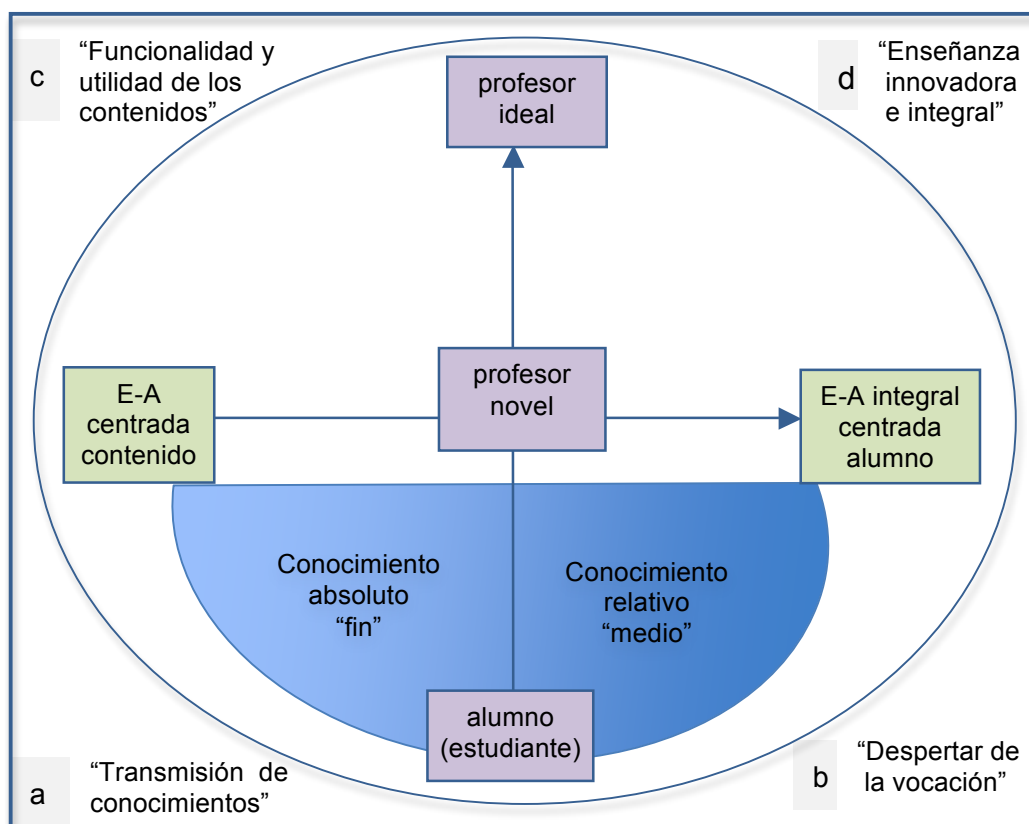 c
“Funcionalidad y
utilidad de los
contenidos”
profesor
ideal
d
“Enseñanza
innovadora
e integral”
E-A
centrada
contenido
profesor
novel
E-A integral
centrada
alumno
Conocimiento
absoluto
“fin”
Conocimiento
relativo
“medio”
alumno
(estudiante)
a
“Transmisión de
conocimientos”
b
“Despertar de
la vocación”